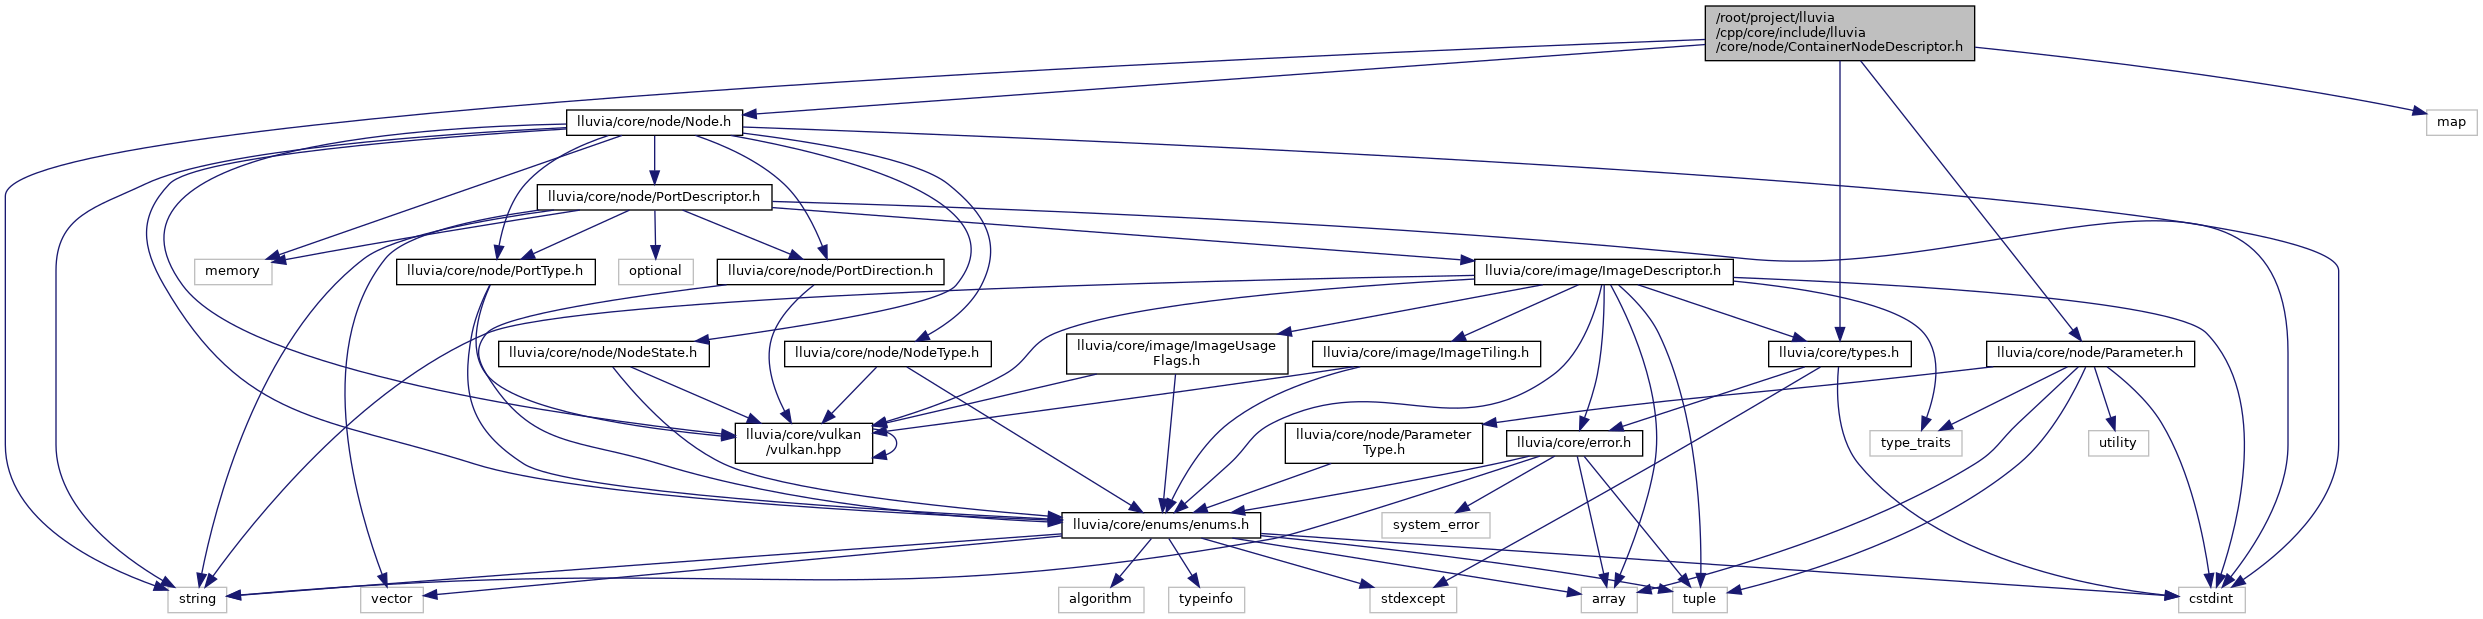 /root/project/lluvia
/cpp/core/include/lluvia
/core/node/ContainerNodeDescriptor.h
lluvia/core/node/Node.h
map
lluvia/core/node/PortDescriptor.h
memory
lluvia/core/node/PortType.h
optional
lluvia/core/node/PortDirection.h
lluvia/core/image/ImageDescriptor.h
lluvia/core/node/NodeState.h
lluvia/core/node/NodeType.h
lluvia/core/image/ImageUsage
Flags.h
lluvia/core/image/ImageTiling.h
lluvia/core/types.h
lluvia/core/node/Parameter.h
lluvia/core/vulkan
/vulkan.hpp
lluvia/core/node/Parameter
Type.h
lluvia/core/error.h
type_traits
utility
lluvia/core/enums/enums.h
system_error
string
vector
algorithm
typeinfo
stdexcept
array
tuple
cstdint